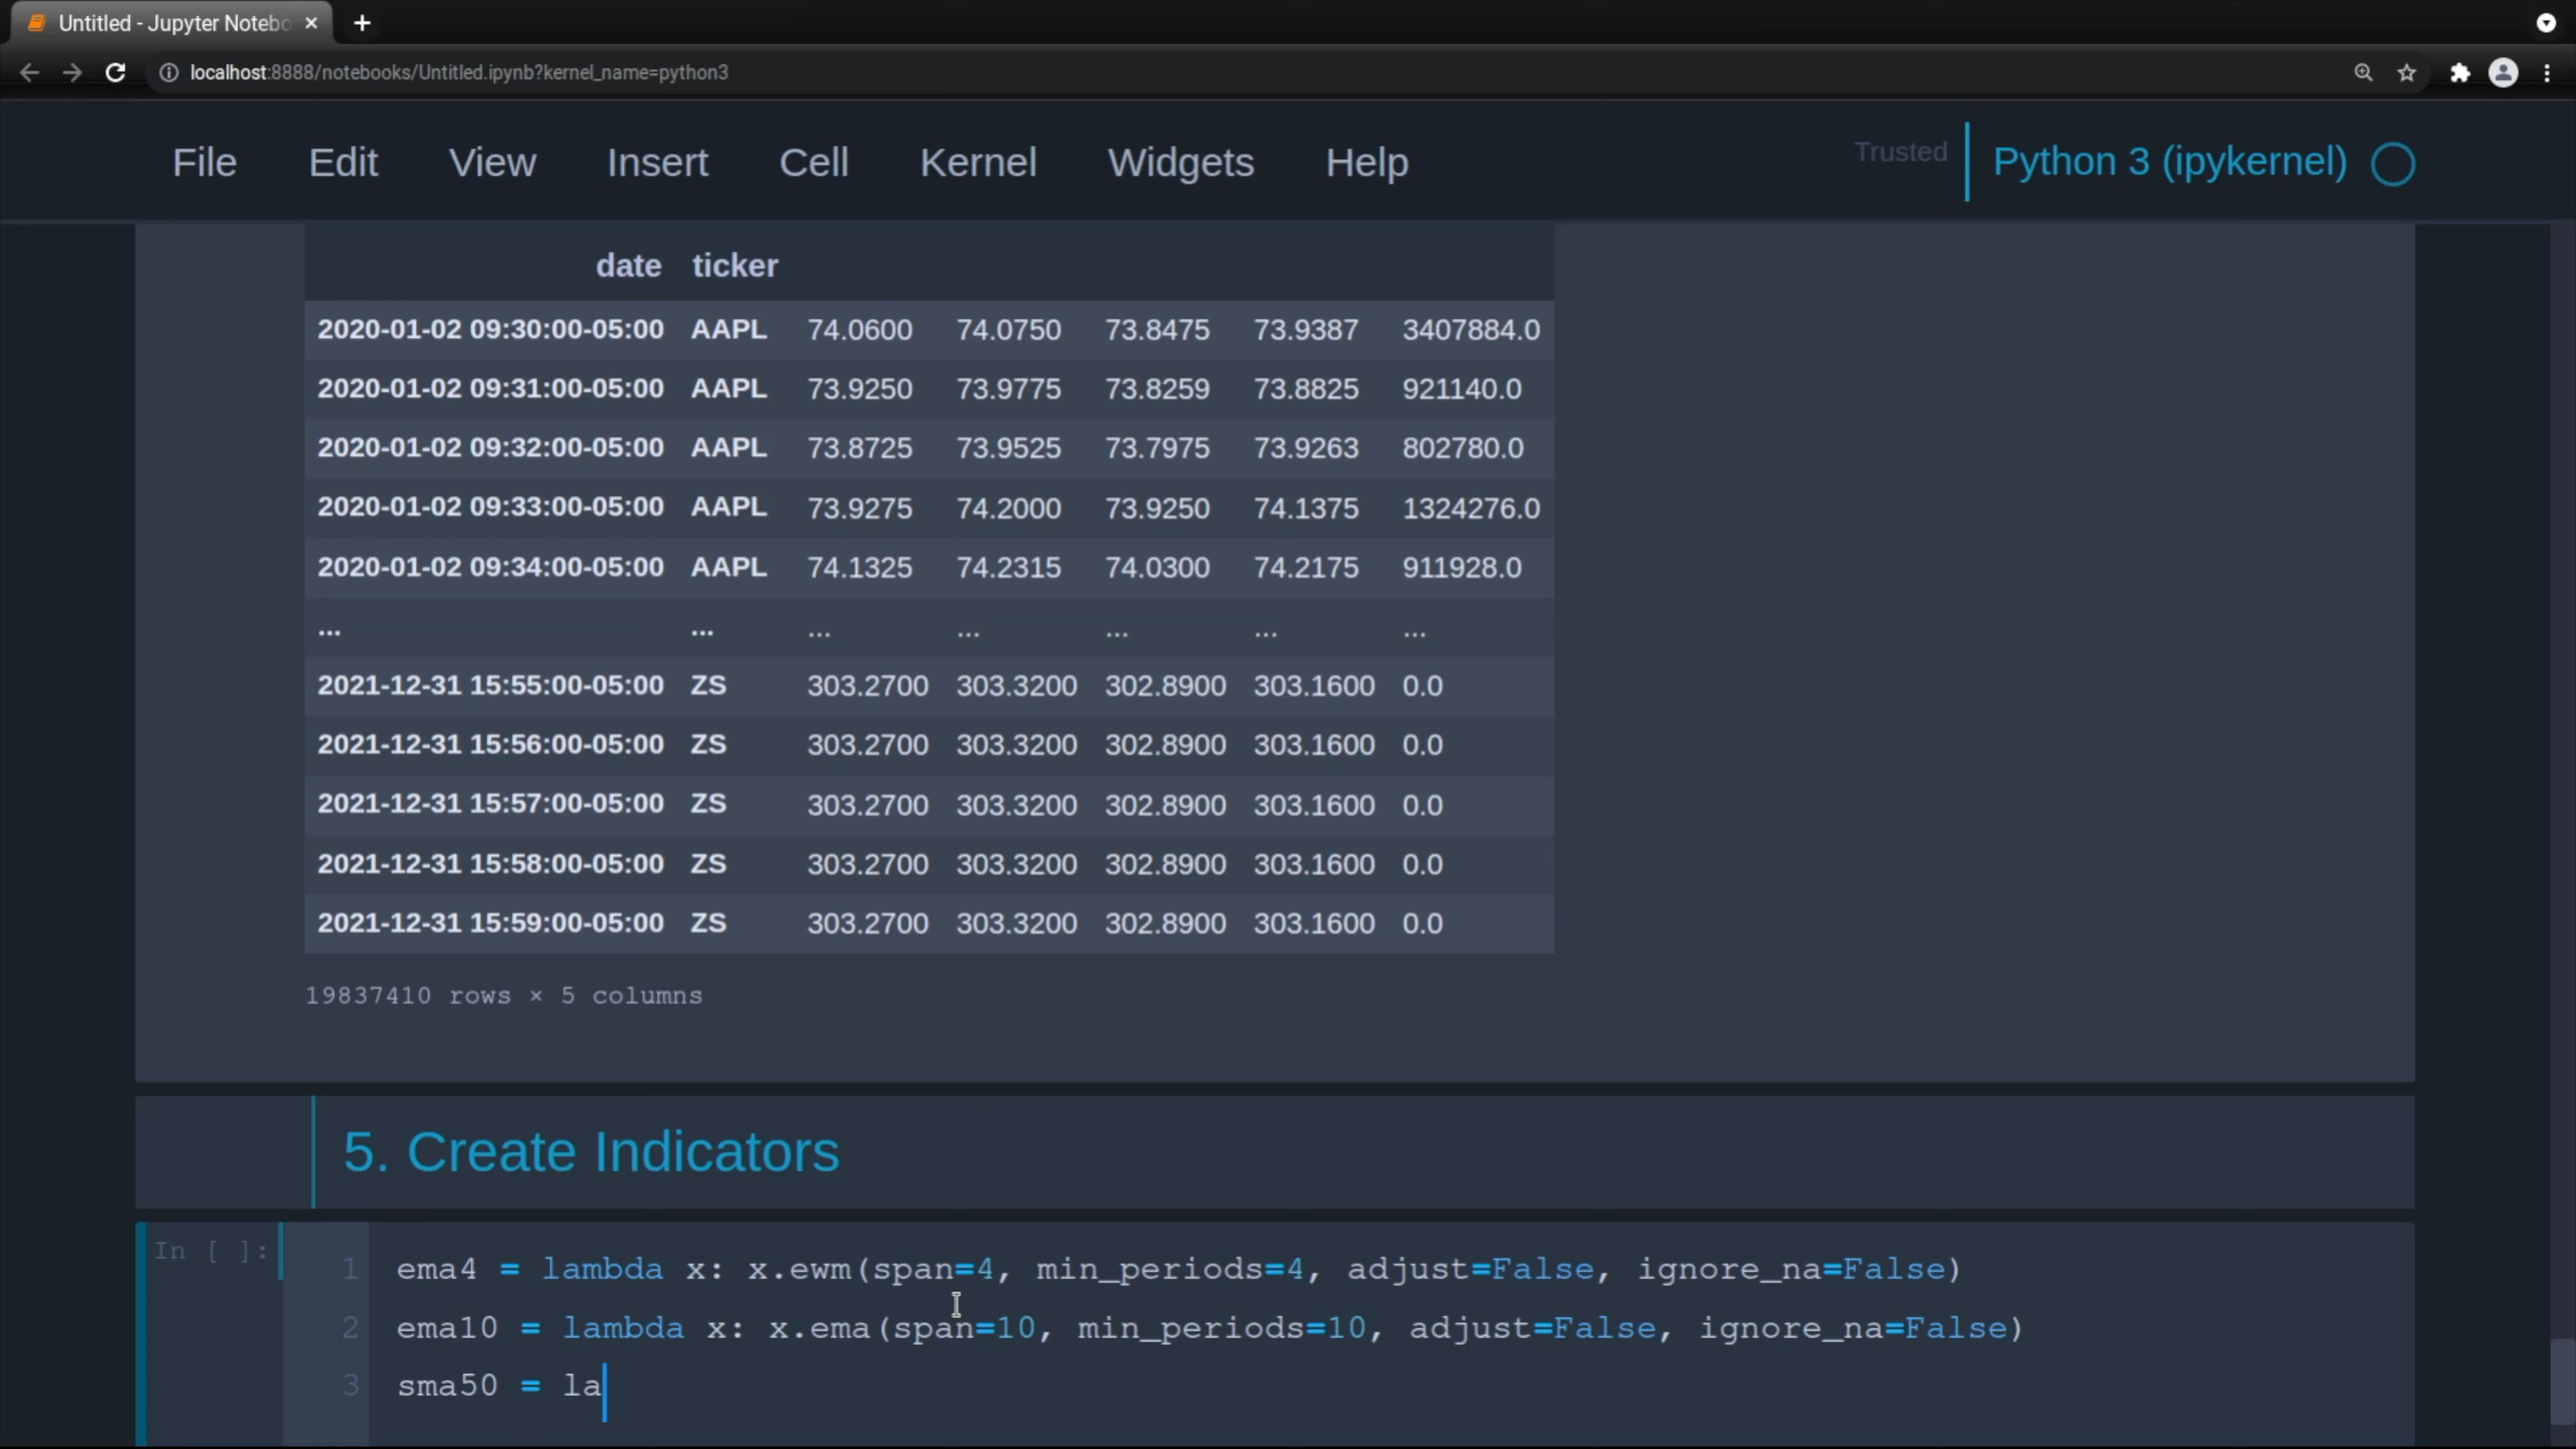 Untitled - Jupyter Notebo
localhost:8888/notebooks/Untitled.ipynb?kernel_name=python3
File Edit View Insert Cell Kernel Widgets Help Trusted Python 3 (ipykernel)
date ticker
2020-01-02 09:30:00-05:00 AAPL 74.0600 74.0750 73.8475 73.9387 3407884.0
2020-01-02 09:31:00-05:00 AAPL 73.9250 73.9775 73.8259 73.8825 921140.0
2020-01-02 09:32:00-05:00 AAPL 73.8725 73.9525 73.7975 73.9263 802780.0
2020-01-02 09:33:00-05:00 AAPL 73.9275 74.2000 73.9250 74.1375 1324276.0
2020-01-02 09:34:00-05:00 AAPL 74.1325 74.2315 74.0300 74.2175 911928.0
... ... ... ... ... ... ...
2021-12-31 15:55:00-05:00 ZS 303.2700 303.3200 302.8900 303.1600 0.0
2021-12-31 15:56:00-05:00 ZS 303.2700 303.3200 302.8900 303.1600 0.0
2021-12-31 15:57:00-05:00 ZS 303.2700 303.3200 302.8900 303.1600 0.0
2021-12-31 15:58:00-05:00 ZS 303.2700 303.3200 302.8900 303.1600 0.0
2021-12-31 15:59:00-05:00 ZS 303.2700 303.3200 302.8900 303.1600 0.0
19837410 rows × 5 columns
5. Create Indicators
In [ ]:
1 ema4 = lambda x: x.ewm(span=4, min_periods=4, adjust=False, ignore_na=False)
2 ema10 = lambda x: x.ema(span=10, min_periods=10, adjust=False, ignore_na=False)
3 sma50 = la